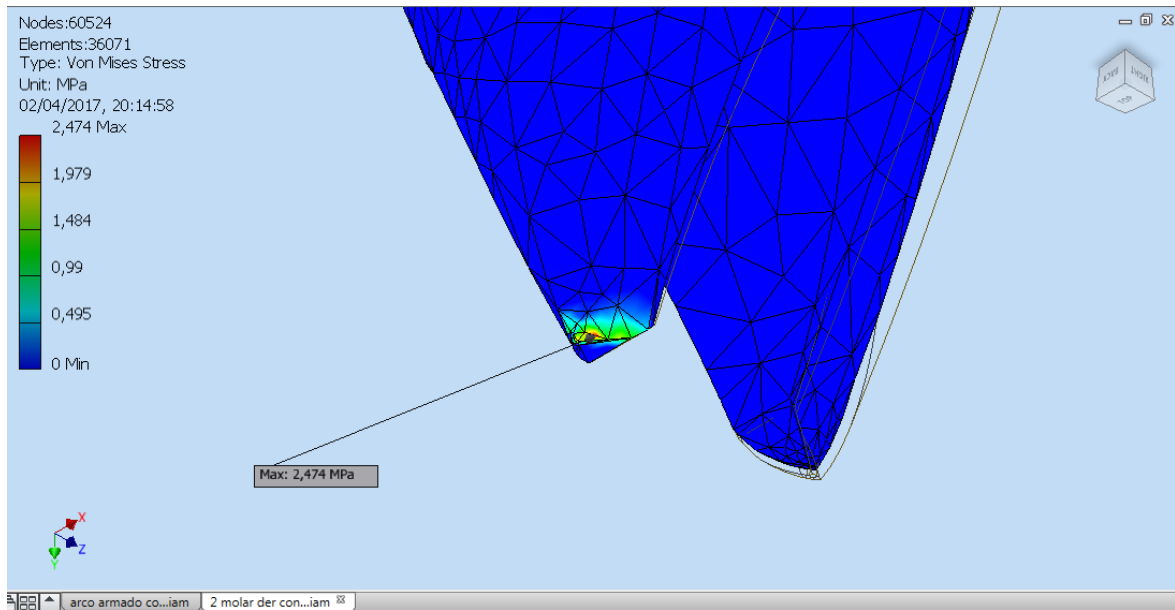 Nodes:60524
Elements:36071
Type: Von Mises Stress
Unit: MPa
02/04/2017, 20:14:58
2,474 Max
1,979
1,484
0,99
0,495
0 Min
Max: 2,474 MPa
X
Z
Y
arco armado co...iam
2 molar der con...iam